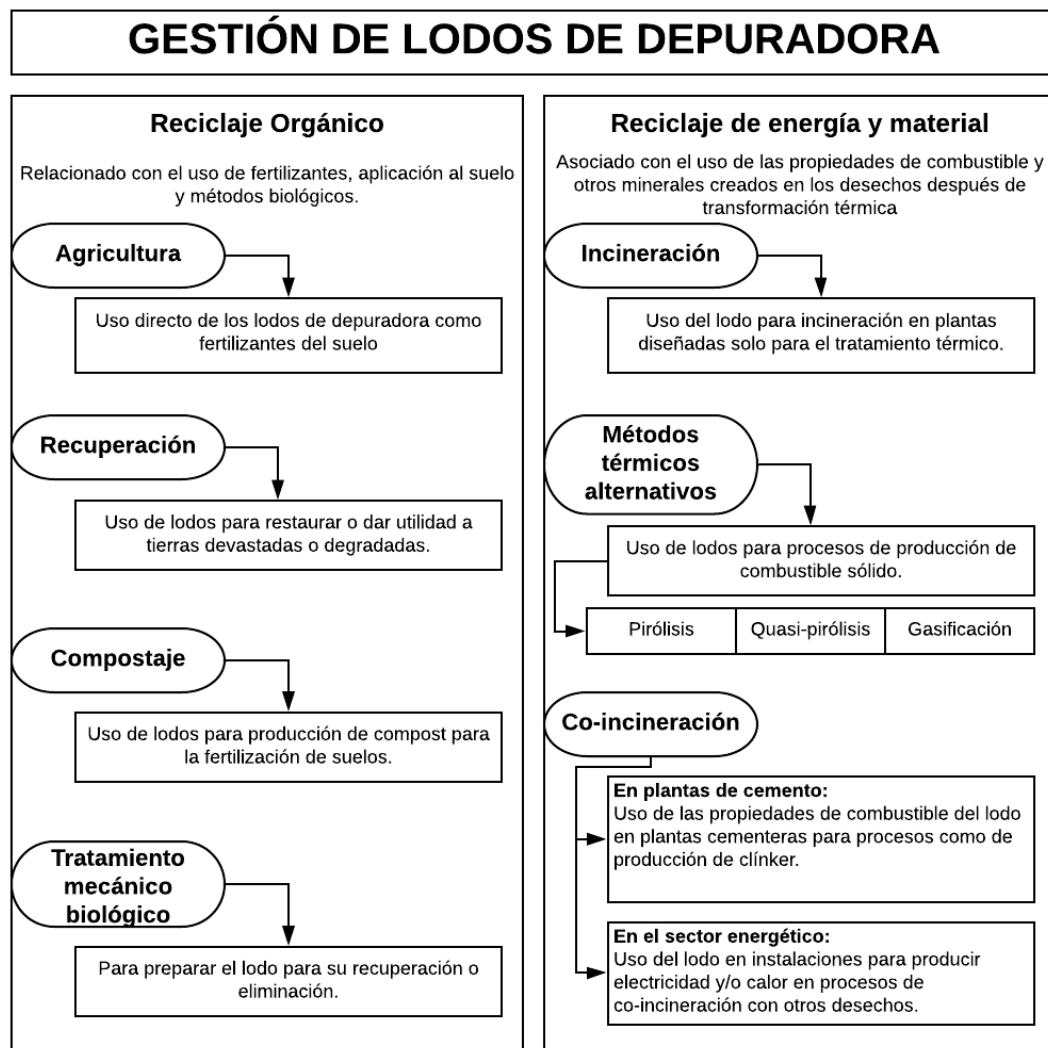 GESTIÓN DE LODOS DE DEPURADORA
Reciclaje Orgánico
Relacionado con el uso de fertilizantes, aplicación al suelo
y métodos biológicos.
Agricultura
Uso directo de los lodos de depuradora como
fertilizantes del suelo
Recuperación
Uso de lodos para restaurar o dar utilidad a
tierras devastadas o degradadas.
Compostaje
Uso de lodos para producción de compost para
la fertilización de suelos.
Tratamiento
mecánico
biológico
Para preparar el lodo para su recuperación o
eliminación.
Reciclaje de energía y material
Asociado con el uso de las propiedades de combustible y
otros minerales creados en los desechos después de
transformación térmica
Incineración
Uso del lodo para incineración en plantas
diseñadas solo para el tratamiento térmico.
Métodos
térmicos
alternativos
Uso de lodos para procesos de producción de
combustible sólido.
Pirólisis
Quasi-pirólisis
Gasificación
Co-incineración
En plantas de cemento:
Uso de las propiedades de combustible del lodo
en plantas cementeras para procesos como de
producción de clínker.
En el sector energético:
Uso del lodo en instalaciones para producir
electricidad y/o calor en procesos de
co-incineración con otros desechos.